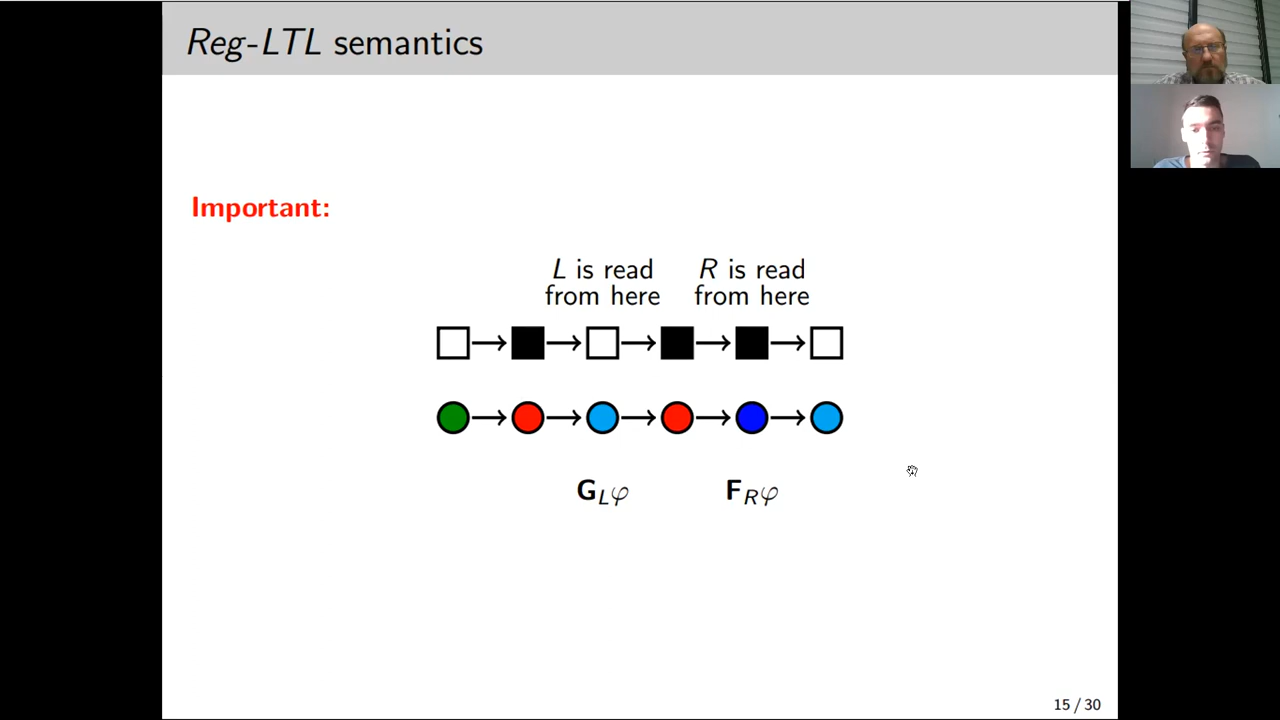 Reg-LTL semantics
Important:
L is read
from here
R is read
from here
G_Lφ
F_Rφ
15 / 30